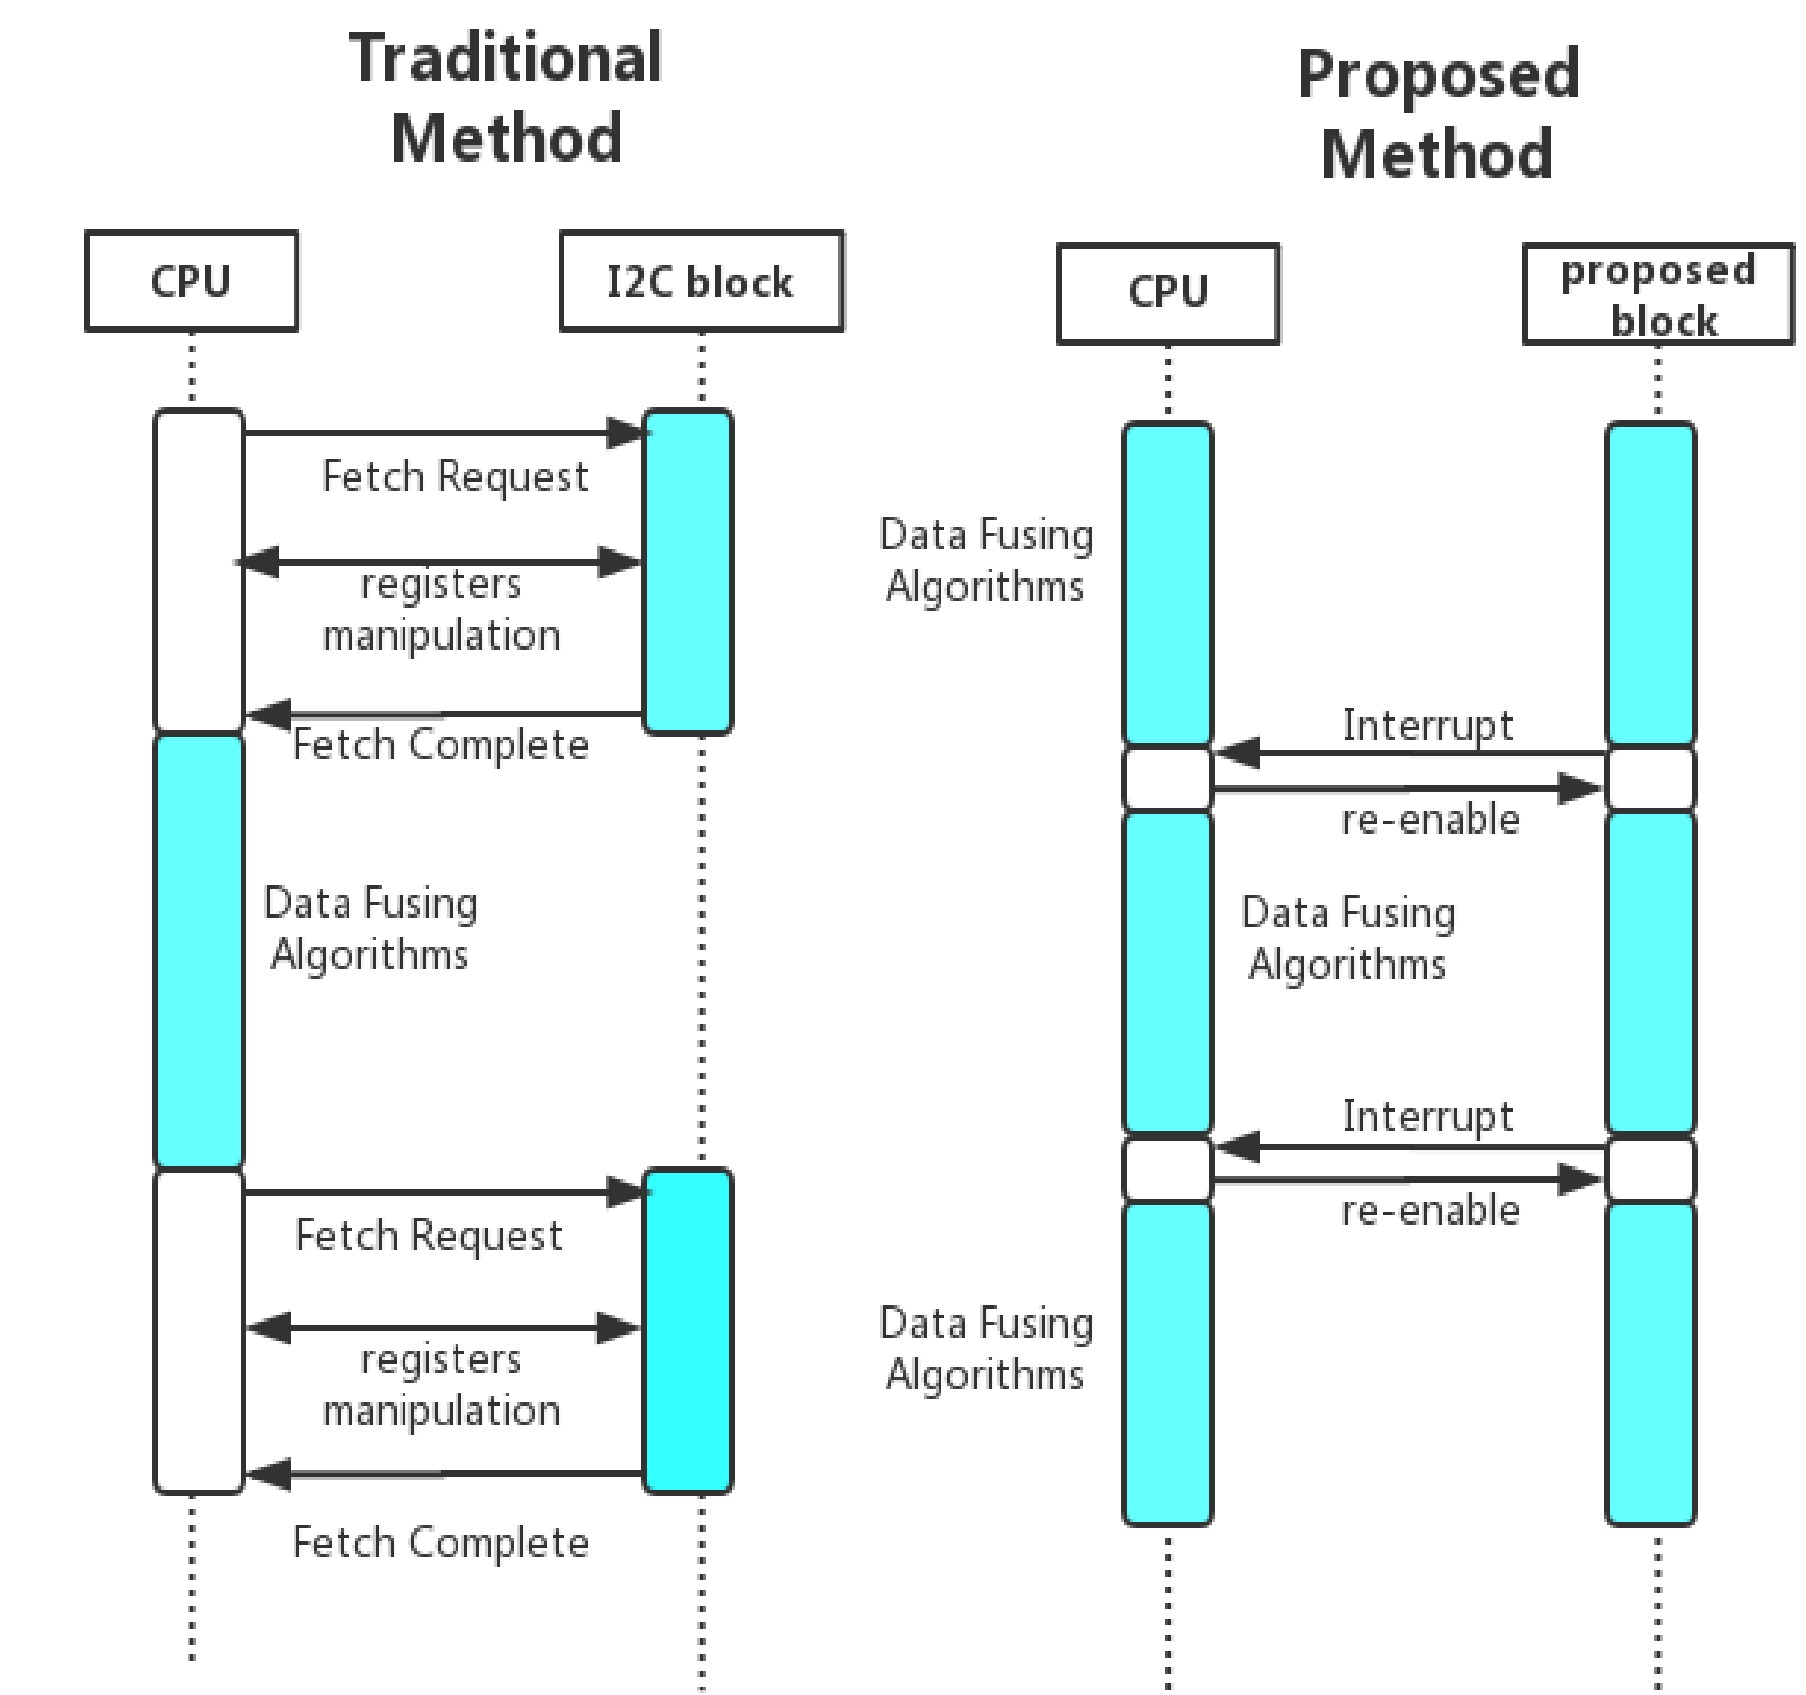 Traditional
Method
CPU
I2C block
Fetch Request
registers
manipulation
Fetch Complete
Data Fusing
Algorithms
Fetch Request
registers
manipulation
Fetch Complete
Proposed
Method
CPU
proposed
block
Data Fusing
Algorithms
Interrupt
re-enable
Data Fusing
Algorithms
Interrupt
re-enable
Data Fusing
Algorithms